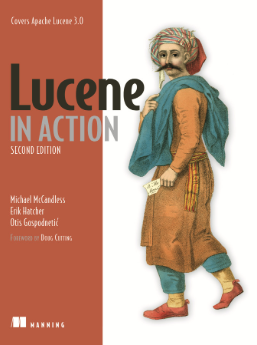 Covers Apache Lucene 3.0
Lucene
IN ACTION
SECOND EDITION
Michael McCandless
Erik Hatcher
Otis Gospodnetić
FOREWORD BY DOUG CUTTING
MANNING